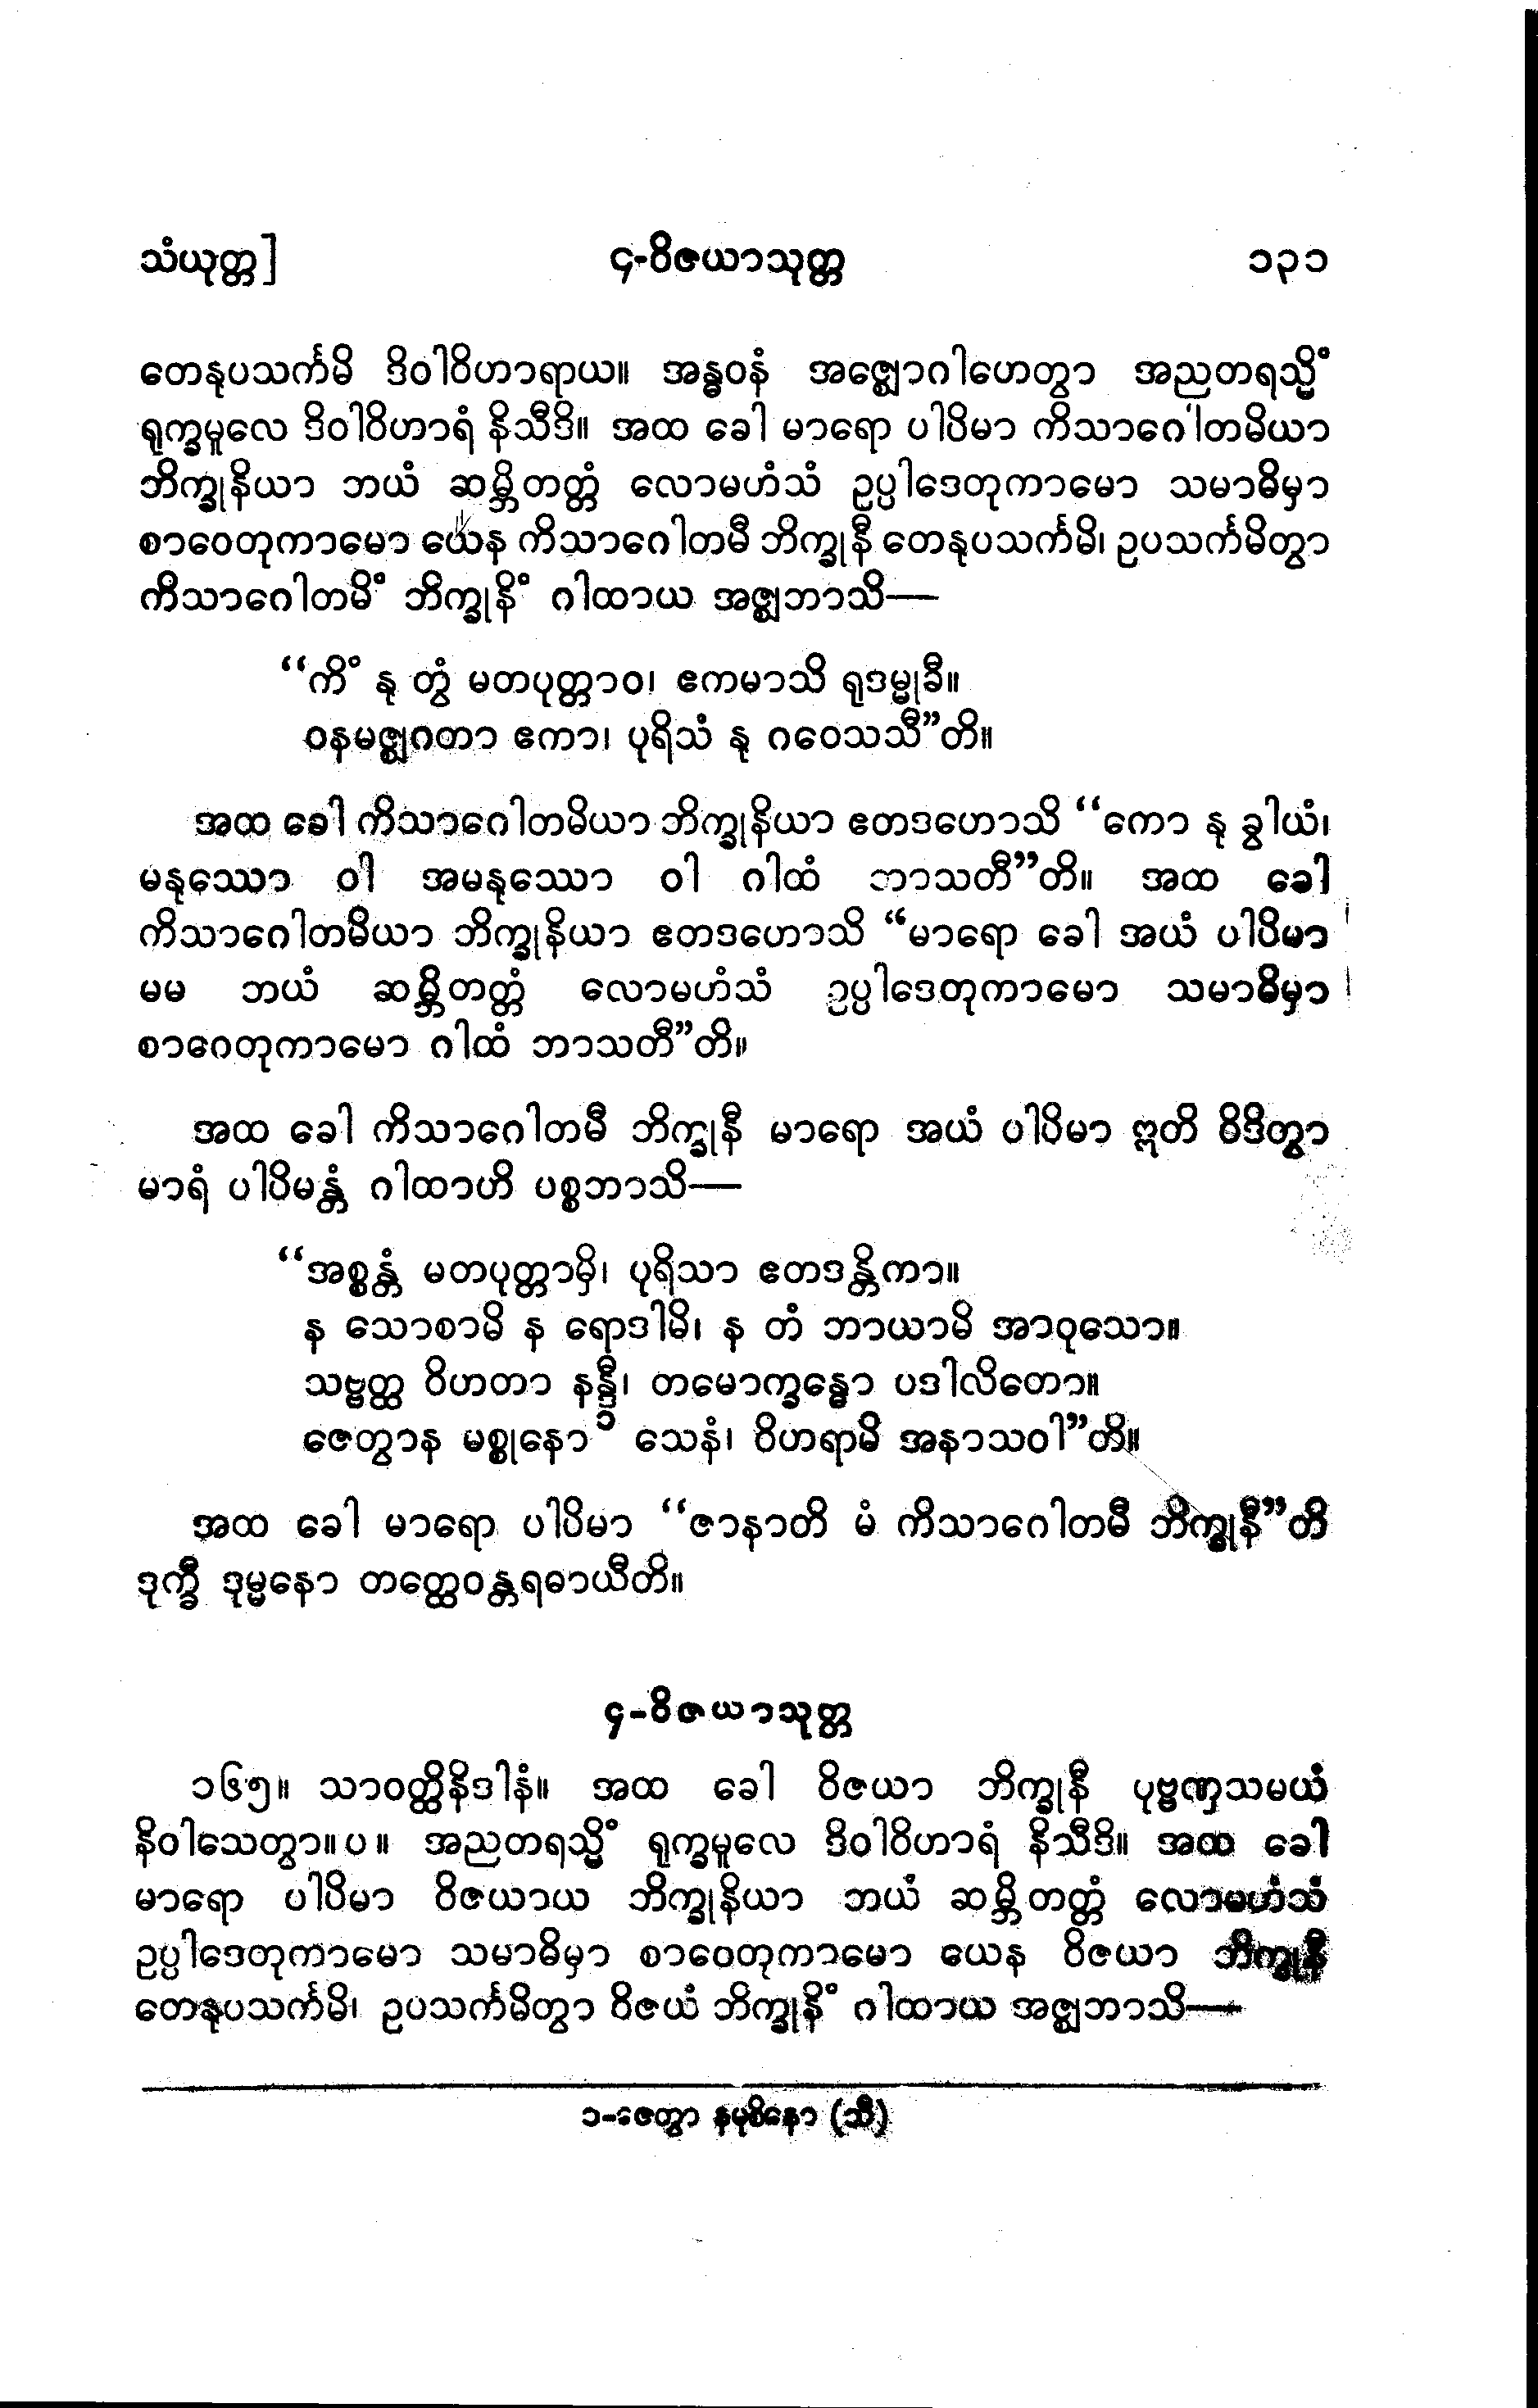 သံယုတ္တ] ၄-ဝိဇယာသုတ္တ ၁၃၁
တေနုပသင်္ကမိ ဒိဝါဝိဟာရာယ။ အန္ဓဝနံ အဇ္ဈောဂါဟေတွာ အညတရသ္မိံ
ရုက္ခမူလေ ဒိဝါဝိဟာရံ နိသီဒိ။ အထ ခေါ မာရော ပါပိမာ ကိသာဂေါတမိယာ
ဘိက္ခုနိယာ ဘယံ ဆမ္ဘိတတ္တံ လောမဟံသံ ဥပ္ပါဒေတုကာမော သမာဓိမှာ
စာဝေတုကာမော ယေန ကိသာဂေါတမီ ဘိက္ခုနီ တေနုပသင်္ကမိ၊ ဥပသင်္ကမိတွာ
ကိသာဂေါတမိံ ဘိက္ခုနိံ ဂါထာယ အဇ္ဈဘာသိ—
“ကိံ နု တွံ မတပုတ္တာဝ၊ ဧကမာသိ ရုဒမ္မုခီ။
ဝနမဇ္ဈဂတာ ဧကာ၊ ပုရိသံ နု ဂဝေသသီ”တိ။
အထ ခေါ ကိသာဂေါတမိယာ ဘိက္ခုနိယာ ဧတဒဟောသိ “ကော နု ခွါယံ၊
မနုဿော ဝါ အမနုဿော ဝါ ဂါထံ ဘာသတီ”တိ။ အထ ခေါ
ကိသာဂေါတမိယာ ဘိက္ခုနိယာ ဧတဒဟောသိ “မာရော ခေါ အယံ ပါပိမာ
မမ ဘယံ ဆမ္ဘိတတ္တံ လောမဟံသံ ဥပ္ပါဒေတုကာမော သမာဓိမှာ
စာဂေတုကာမော ဂါထံ ဘာသတီ”တိ။
အထ ခေါ ကိသာဂေါတမီ ဘိက္ခုနီ မာရော အယံ ပါပိမာ ဣတိ ဝိဒိတွာ
မာရံ ပါပိမန္တံ ဂါထာဟိ ပစ္စဘာသိ—
“အစ္စန္တံ မတပုတ္တာမှိ၊ ပုရိသာ ဧတဒန္တိကာ။
န သောစာမိ န ရောဒါမိ၊ န တံ ဘာယာမိ အာဝုသော။
သဗ္ဗတ္ထ ဝိဟတာ နန္ဒီ၊ တမောက္ခန္ဓော ပဒါလိတော။
ဇေတွာန မစ္စုနော ၁ သေနံ၊ ဝိဟရာမိ အနာသဝါ”တိ။
အထ ခေါ မာရော ပါပိမာ “ဇာနာတိ မံ ကိသာဂေါတမီ ဘိက္ခုနီ”တိ
ဒုက္ခီ ဒုမ္မနော တတ္ထေဝန္တရဓာယီတိ။
၄-ဝိဇယာသုတ္တ
၁၆၅။ သာဝတ္ထိနိဒါနံ။ အထ ခေါ ဝိဇယာ ဘိက္ခုနီ ပုဗ္ဗဏှသမယံ
နိဝါသေတွာ။ပ။ အညတရသ္မိံ ရုက္ခမူလေ ဒိဝါဝိဟာရံ နိသီဒိ။ အထ ခေါ
မာရော ပါပိမာ ဝိဇယာယ ဘိက္ခုနိယာ ဘယံ ဆမ္ဘိတတ္တံ လောမဟံသံ
ဥပ္ပါဒေတုကာမော သမာဓိမှာ စာဝေတုကာမော ယေန ဝိဇယာ ဘိက္ခုနီ
တေနုပသင်္ကမိ၊ ဥပသင်္ကမိတွာ ဝိဇယံ ဘိက္ခုနိံ ဂါထာယ အဇ္ဈဘာသိ—
၁-ဇေတွာ နမုစိနော (သီ)